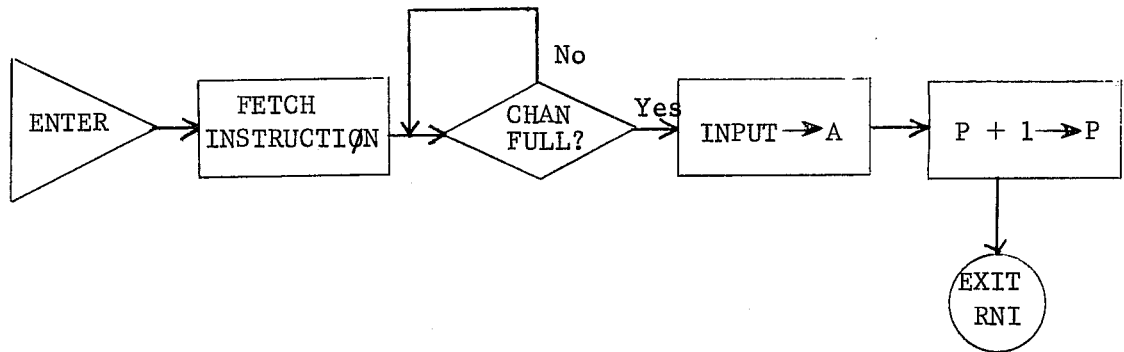 ENTER
FETCH
INSTRUCTIØN
No
CHAN
FULL?
Yes
INPUT → A
P + 1 → P
EXIT
RNI